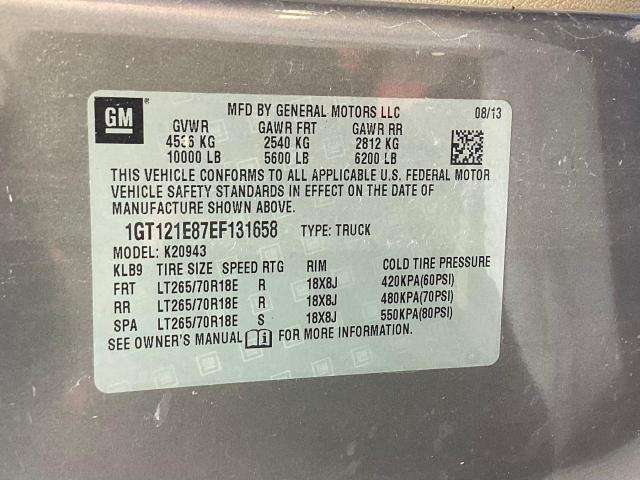 GM MFD BY GENERAL MOTORS LLC 08/13
GVWR GAWR FRT GAWR RR
4536 KG 2540 KG 2812 KG
10000 LB 5600 LB 6200 LB
THIS VEHICLE CONFORMS TO ALL APPLICABLE U.S. FEDERAL MOTOR
VEHICLE SAFETY STANDARDS IN EFFECT ON THE DATE OF
MANUFACTURE SHOWN ABOVE.
1GT121E87EF131658 TYPE: TRUCK
MODEL: K20943
KLB9 TIRE SIZE SPEED RTG RIM COLD TIRE PRESSURE
FRT LT265/70R18E R 18X8J 420KPA(60PSI)
RR LT265/70R18E R 18X8J 480KPA(70PSI)
SPA LT265/70R18E S 18X8J 550KPA(80PSI)
SEE OWNER'S MANUAL FOR MORE INFORMATION.